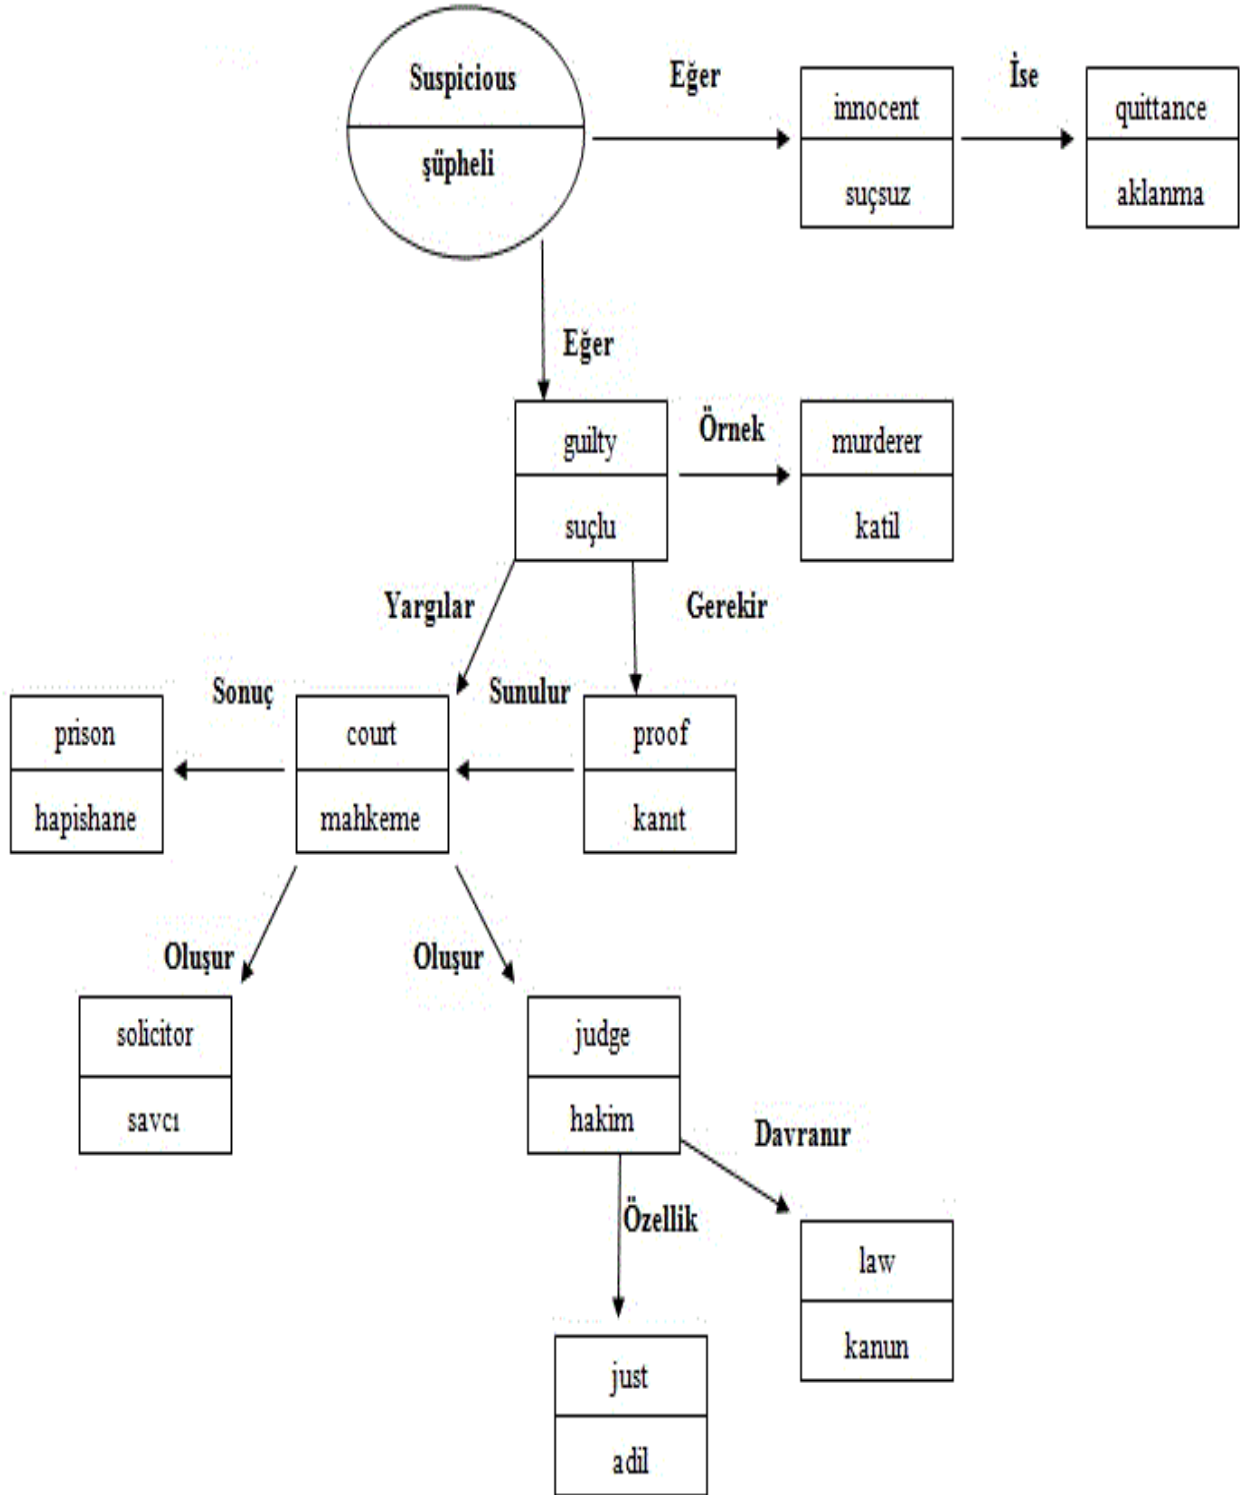 Suspicious
şüpheli
Eğer
innocent
suçsuz
İse
quittance
aklanma
Eğer
guilty
suçlu
Örnek
murderer
katil
Yargılar
Gerekir
Sonuç
Sunulur
prison
hapishane
court
mahkeme
proof
kanıt
Oluşur
Oluşur
solicitor
savcı
judge
hakim
Davranır
Özellik
law
kanun
just
adil